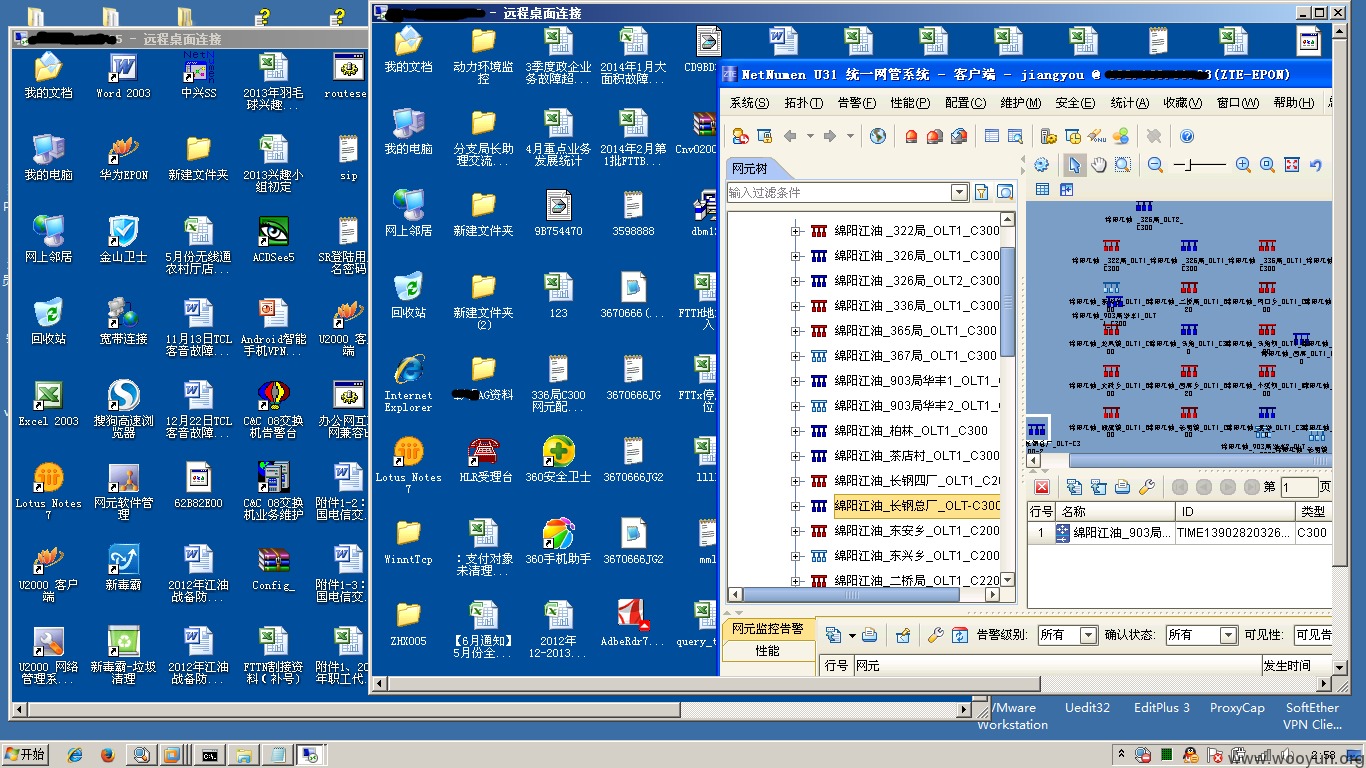 - 远程桌面连接
- 远程桌面连接
我的文档
Word 2003
中兴SS
2013年羽毛球兴趣...
routese
我的电脑
华为EPON
新建文件夹
2013兴趣小组初定
sip
网上邻居
金山卫士
5月份无线通农村厅店...
ACDSee5
SR登陆用
名密码
回收站
宽带连接
11月13日TCL客音故障...
Android智能手机VPN...
U2000_客
端
Excel 2003
搜狗高速浏览器
12月22日TCL客音故障...
C&C 08交换机告警台
办公网互
网兼容
Lotus Notes 7
网元软件管理
62B82E00
C&C 08交换机业务维护
附件1-2:
国电信交.
U2000_客户端
新毒霸
2012年江油战备防...
Config_
附件1-3:
国电信交.
U2000_网络管理系...
新毒霸-垃圾清理
2012年江油战备防...
FTTN割接资料(补号)
附件1、20
年职工代
我的文档
动力环境监控
3季度政企业务故障超...
2014年1月大面积故障...
CD9BD
我的电脑
分支局长助理交流...
4月重点业务发展统计
2014年2月第1批FTTB...
Cnv0200
网上邻居
新建文件夹
9B754470
3598888
dbm1
回收站
新建文件夹(2)
123
3670666(...
FTTH地
入
Internet Explorer
AG资料
336局C300网元配...
3670666JG
FTTx停
位
Lotus Notes 7
HLR受理台
360安全卫士
3670666JG2
lll
WinntTcp
:支付对象未清理...
360手机助手
3670666JG2
mml
ZHX005
【6月通知】5月份全...
2012年12-2013...
AdbeRdr7...
query_t
NetNumen U31 统一网管系统 - 客户端 - jiangyou @
3(ZTE-EPON)
系统(S) 拓扑(T) 告警(F) 性能(P) 配置(C) 维护(M) 安全(E) 统计(A) 收藏(V) 窗口(W) 帮助(H)
网元树
输入过滤条件
绵阳江油_322局_OLT1_C300
绵阳江油_326局_OLT1_C300
绵阳江油_326局_OLT2_C300
绵阳江油_336局_OLT1_C300
绵阳江油_365局_OLT1_C300
绵阳江油_367局_OLT1_C300
绵阳江油_903局华丰1_OLT1_
绵阳江油_903局华丰2_OLT1_
绵阳江油_柏林_OLT1_C300
绵阳江油_茶店村_OLT1_C300
绵阳江油_长钢四厂_OLT1_C20
绵阳江油_长钢总厂_OLT-C300
绵阳江油_东安乡_OLT1_C200
绵阳江油_东兴乡_OLT1_C200
绵阳江油_二桥局_OLT1_C220
第 1 页
行号 名称 ID 类型
1 绵阳江油_903局... TIME13902820326... C300
网元监控告警
性能
告警级别: 所有 确认状态: 所有 可见性: 可见告
行号 网元 发生时间
VMware Workstation
Uedit32
EditPlus 3
ProxyCap
SoftEther VPN Clie...
开始
2:58
www.wooyun.org